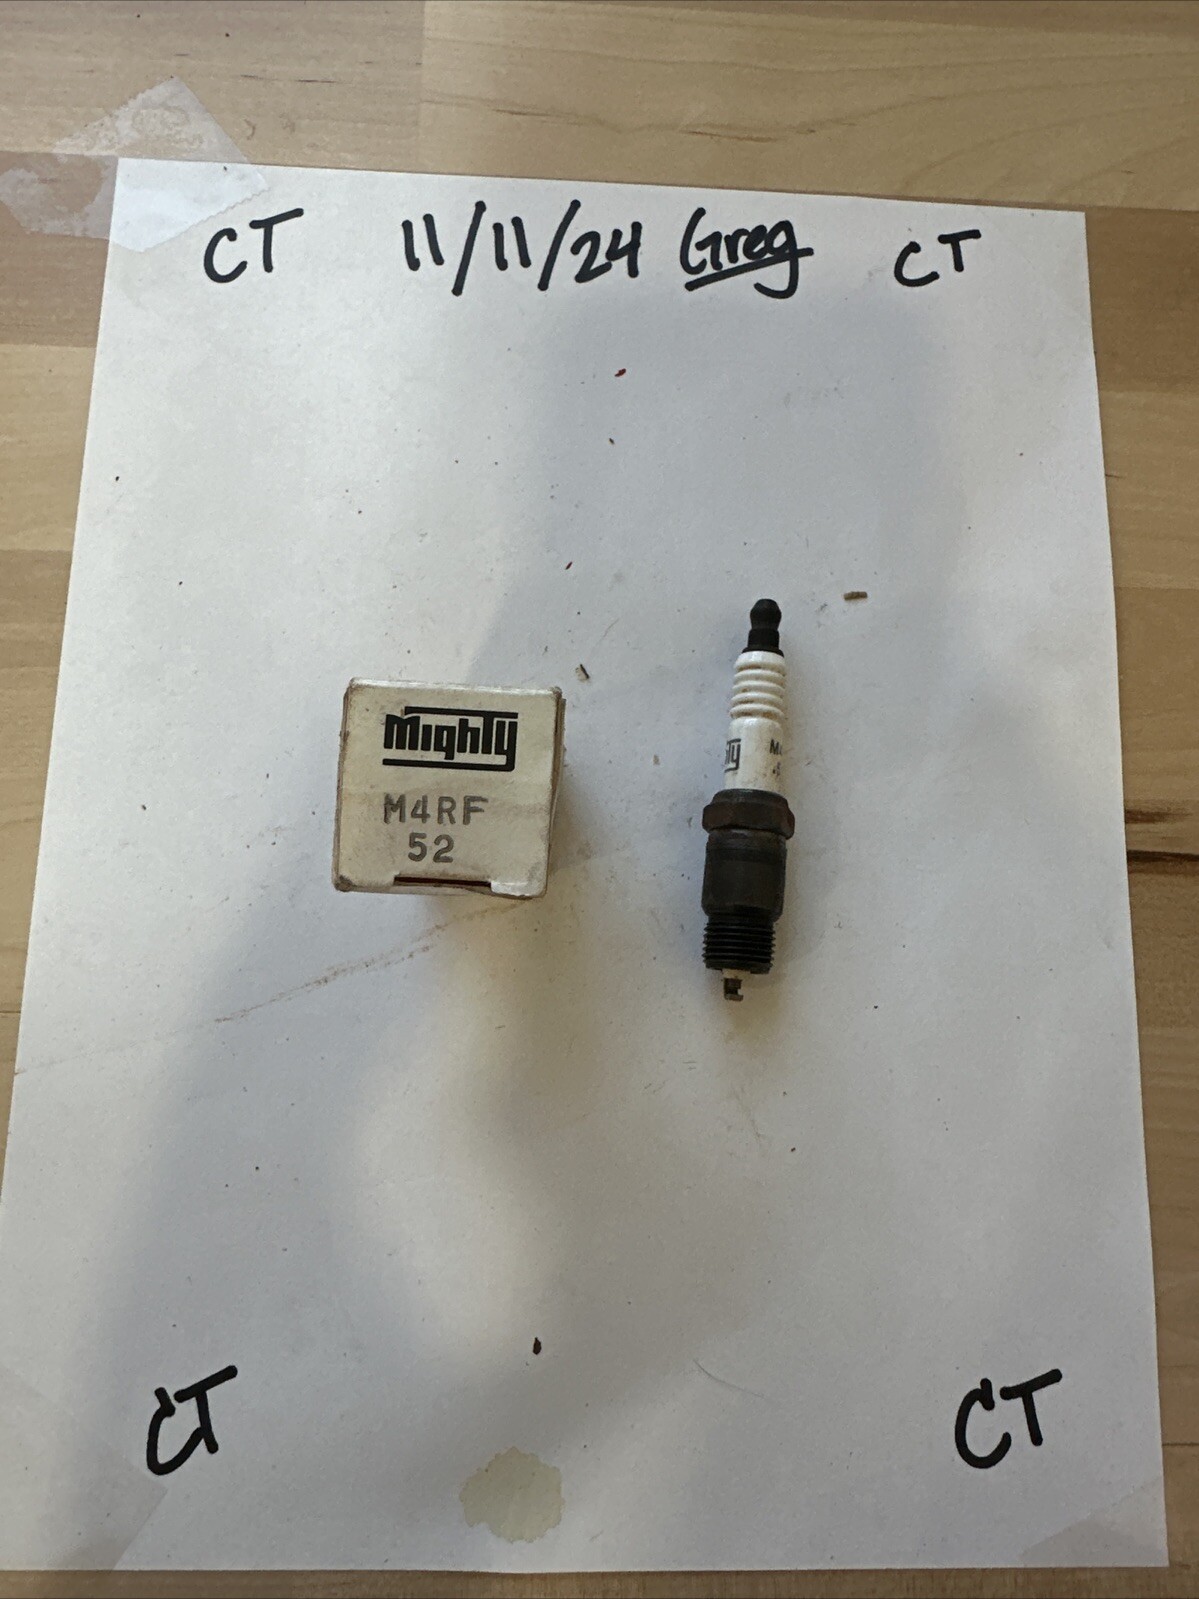 CT 11/11/24 Greg CT
Mighty
M4RF
52
CT CT